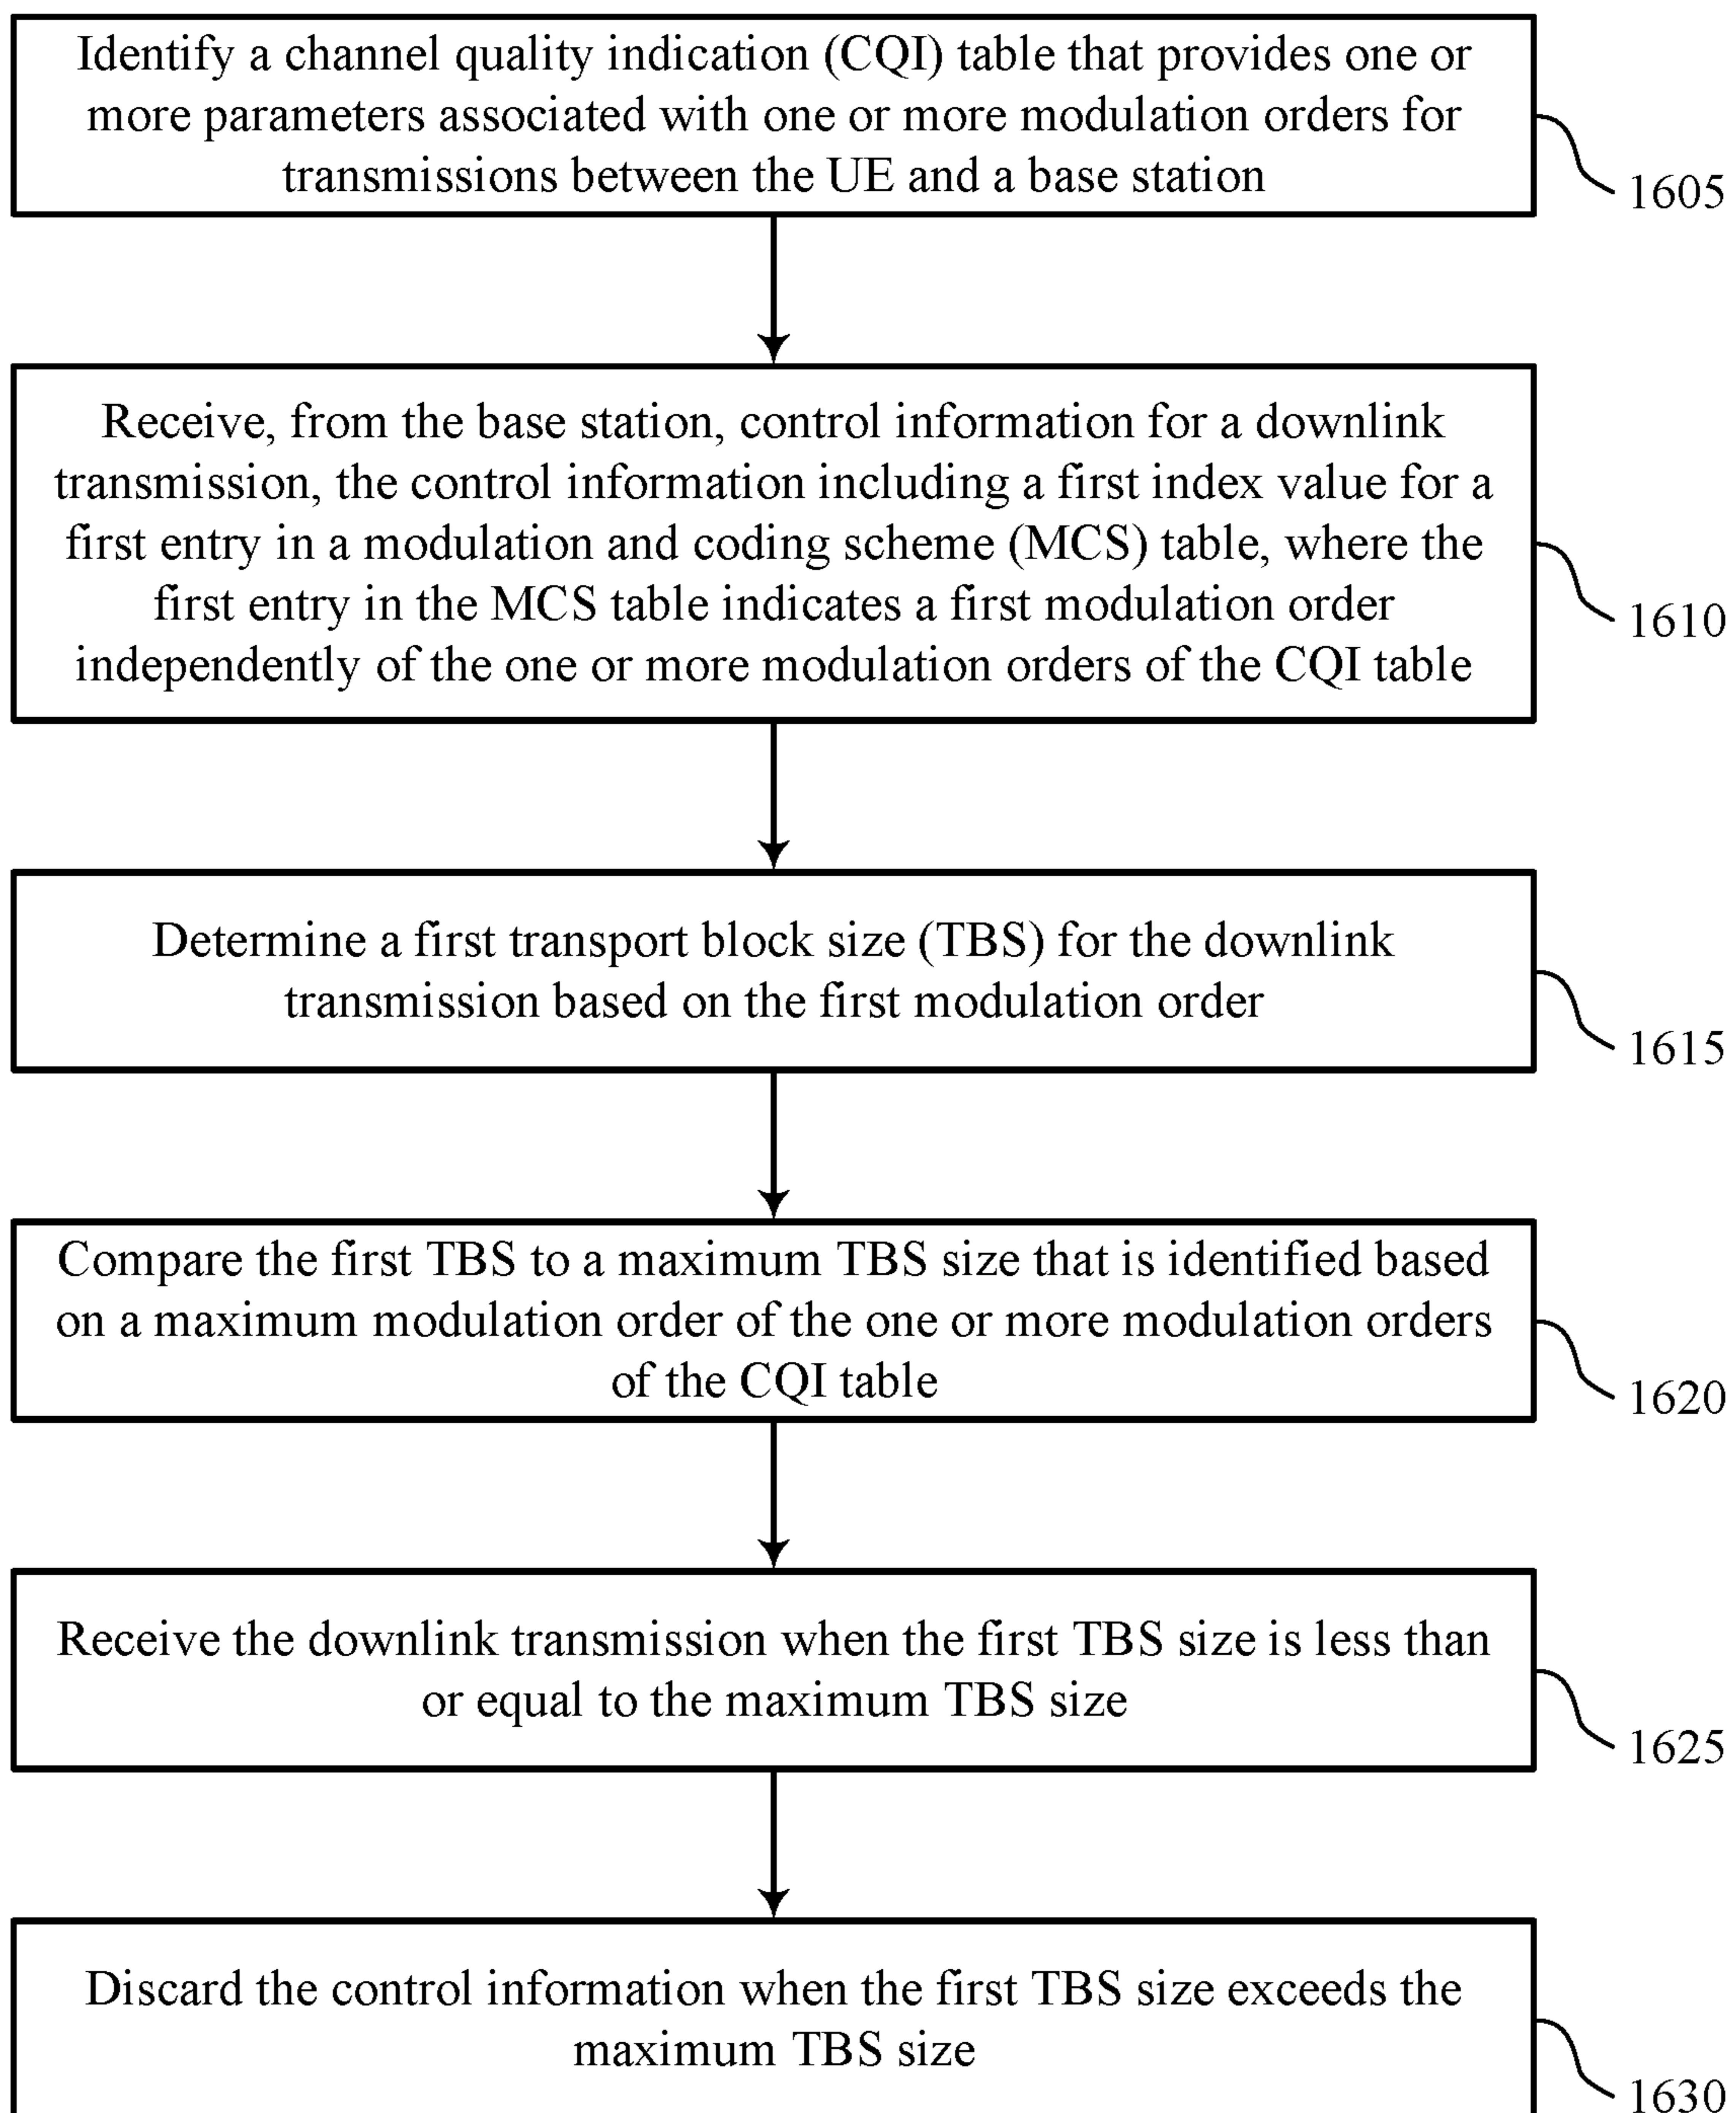 Identify a channel quality indication (CQI) table that provides one or
more parameters associated with one or more modulation orders for
transmissions between the UE and a base station
1605
Receive, from the base station, control information for a downlink
transmission, the control information including a first index value for a
first entry in a modulation and coding scheme (MCS) table, where the
first entry in the MCS table indicates a first modulation order
independently of the one or more modulation orders of the CQI table
1610
Determine a first transport block size (TBS) for the downlink
transmission based on the first modulation order
1615
Compare the first TBS to a maximum TBS size that is identified based
on a maximum modulation order of the one or more modulation orders
of the CQI table
1620
Receive the downlink transmission when the first TBS size is less than
or equal to the maximum TBS size
1625
Discard the control information when the first TBS size exceeds the
maximum TBS size
1630